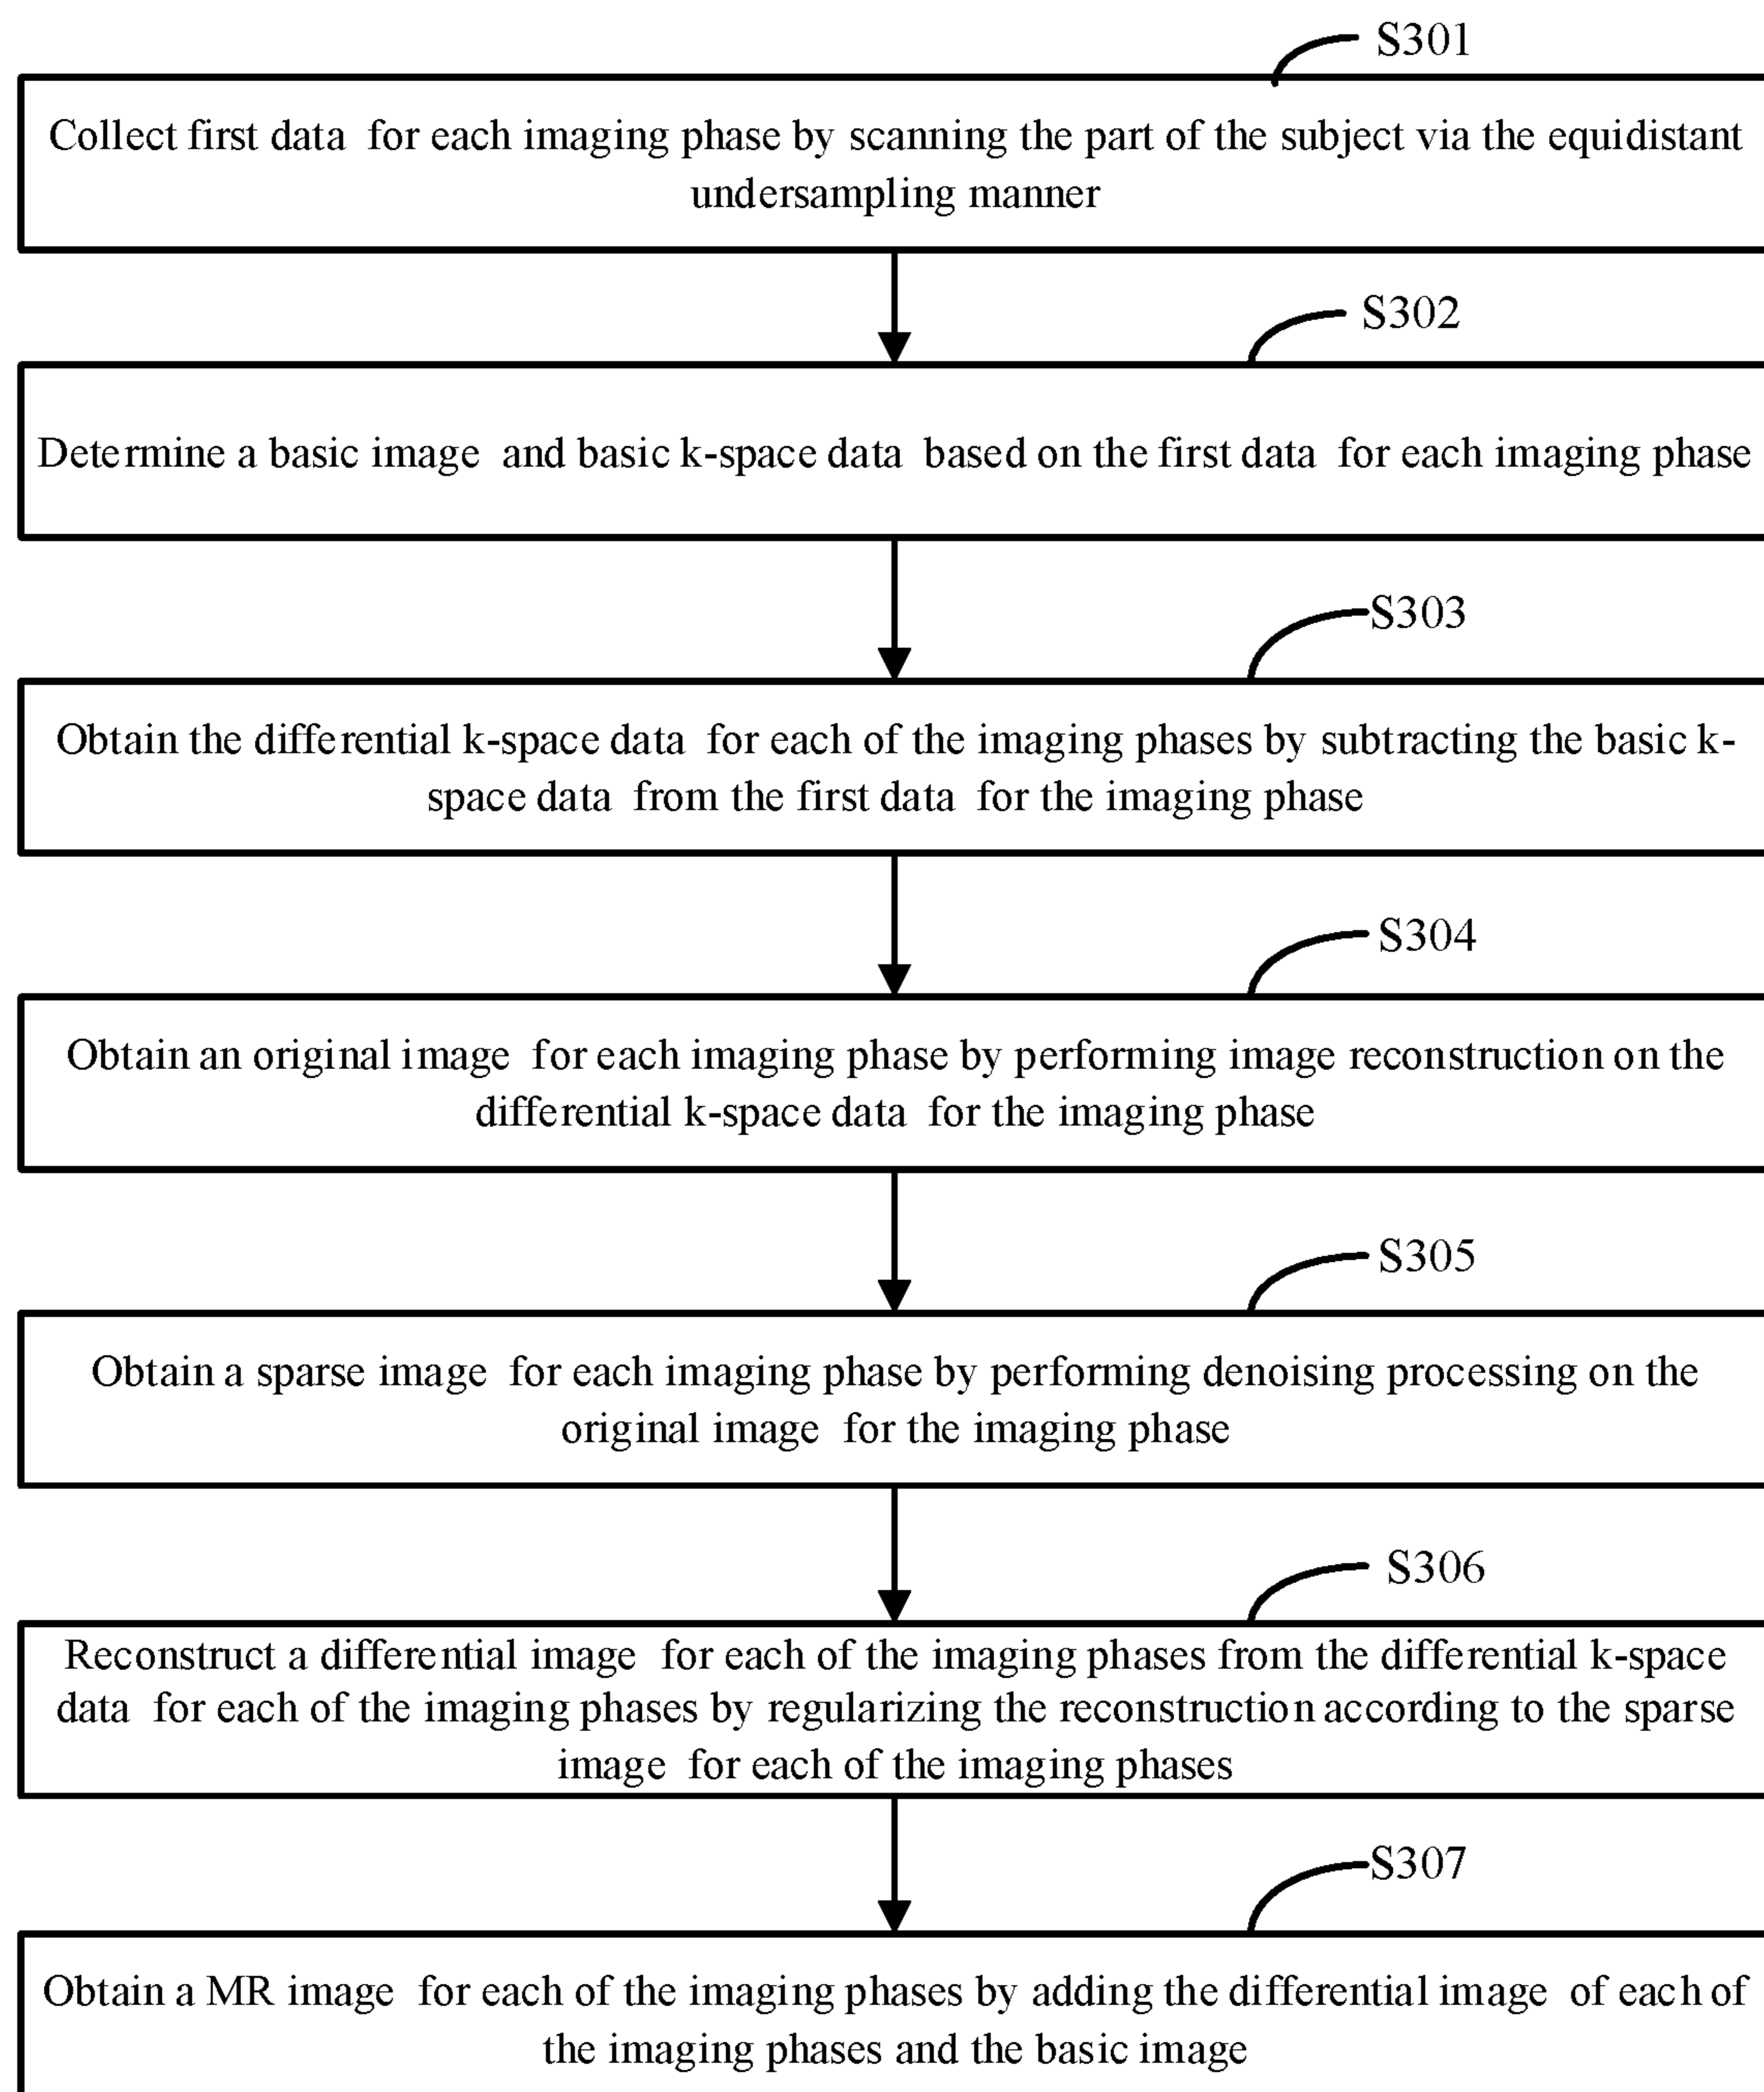 S301
Collect first data for each imaging phase by scanning the part of the subject via the equidistant
undersampling manner
S302
Determine a basic image and basic k-space data based on the first data for each imaging phase
S303
Obtain the differential k-space data for each of the imaging phases by subtracting the basic k-
space data from the first data for the imaging phase
S304
Obtain an original image for each imaging phase by performing image reconstruction on the
differential k-space data for the imaging phase
S305
Obtain a sparse image for each imaging phase by performing denoising processing on the
original image for the imaging phase
S306
Reconstruct a differential image for each of the imaging phases from the differential k-space
data for each of the imaging phases by regularizing the reconstruction according to the sparse
image for each of the imaging phases
S307
Obtain a MR image for each of the imaging phases by adding the differential image of each of
the imaging phases and the basic image